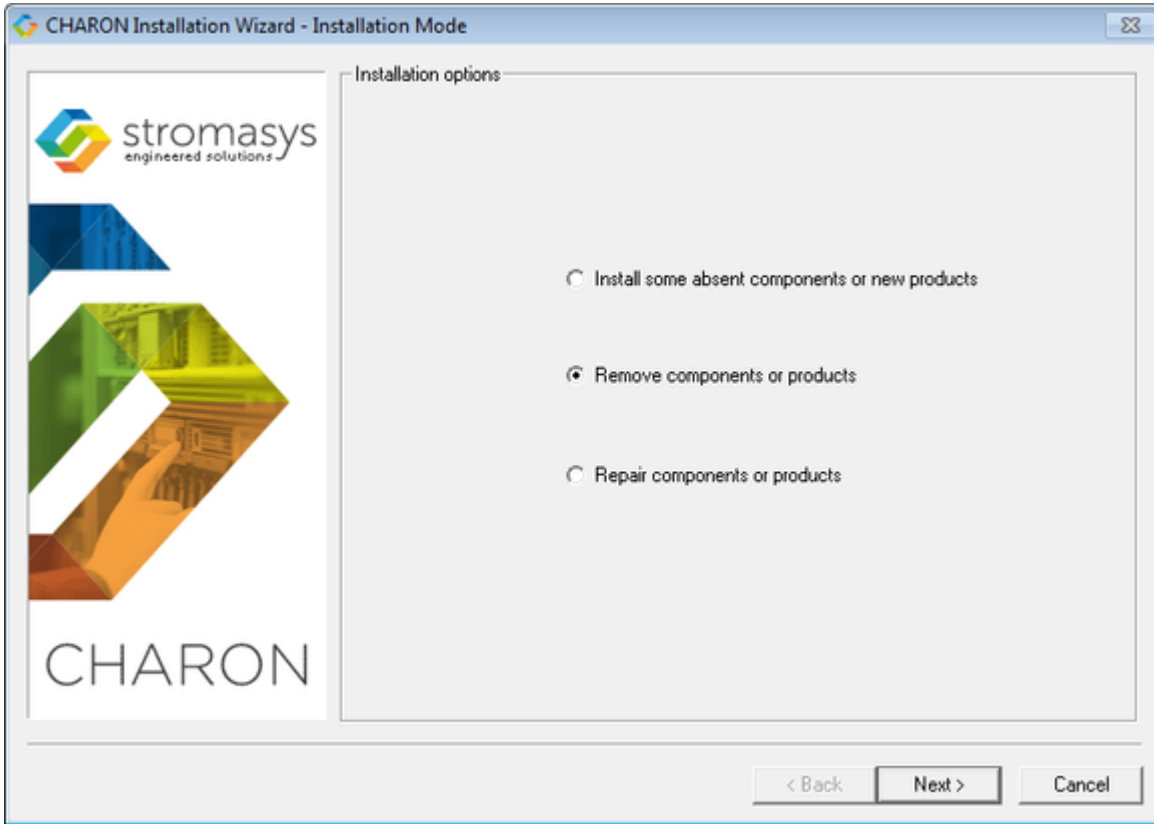 CHARON Installation Wizard - Installation Mode
stromasys
engineered solutions
CHARON
Installation options
Install some absent components or new products
Remove components or products
Repair components or products
< Back
Next >
Cancel